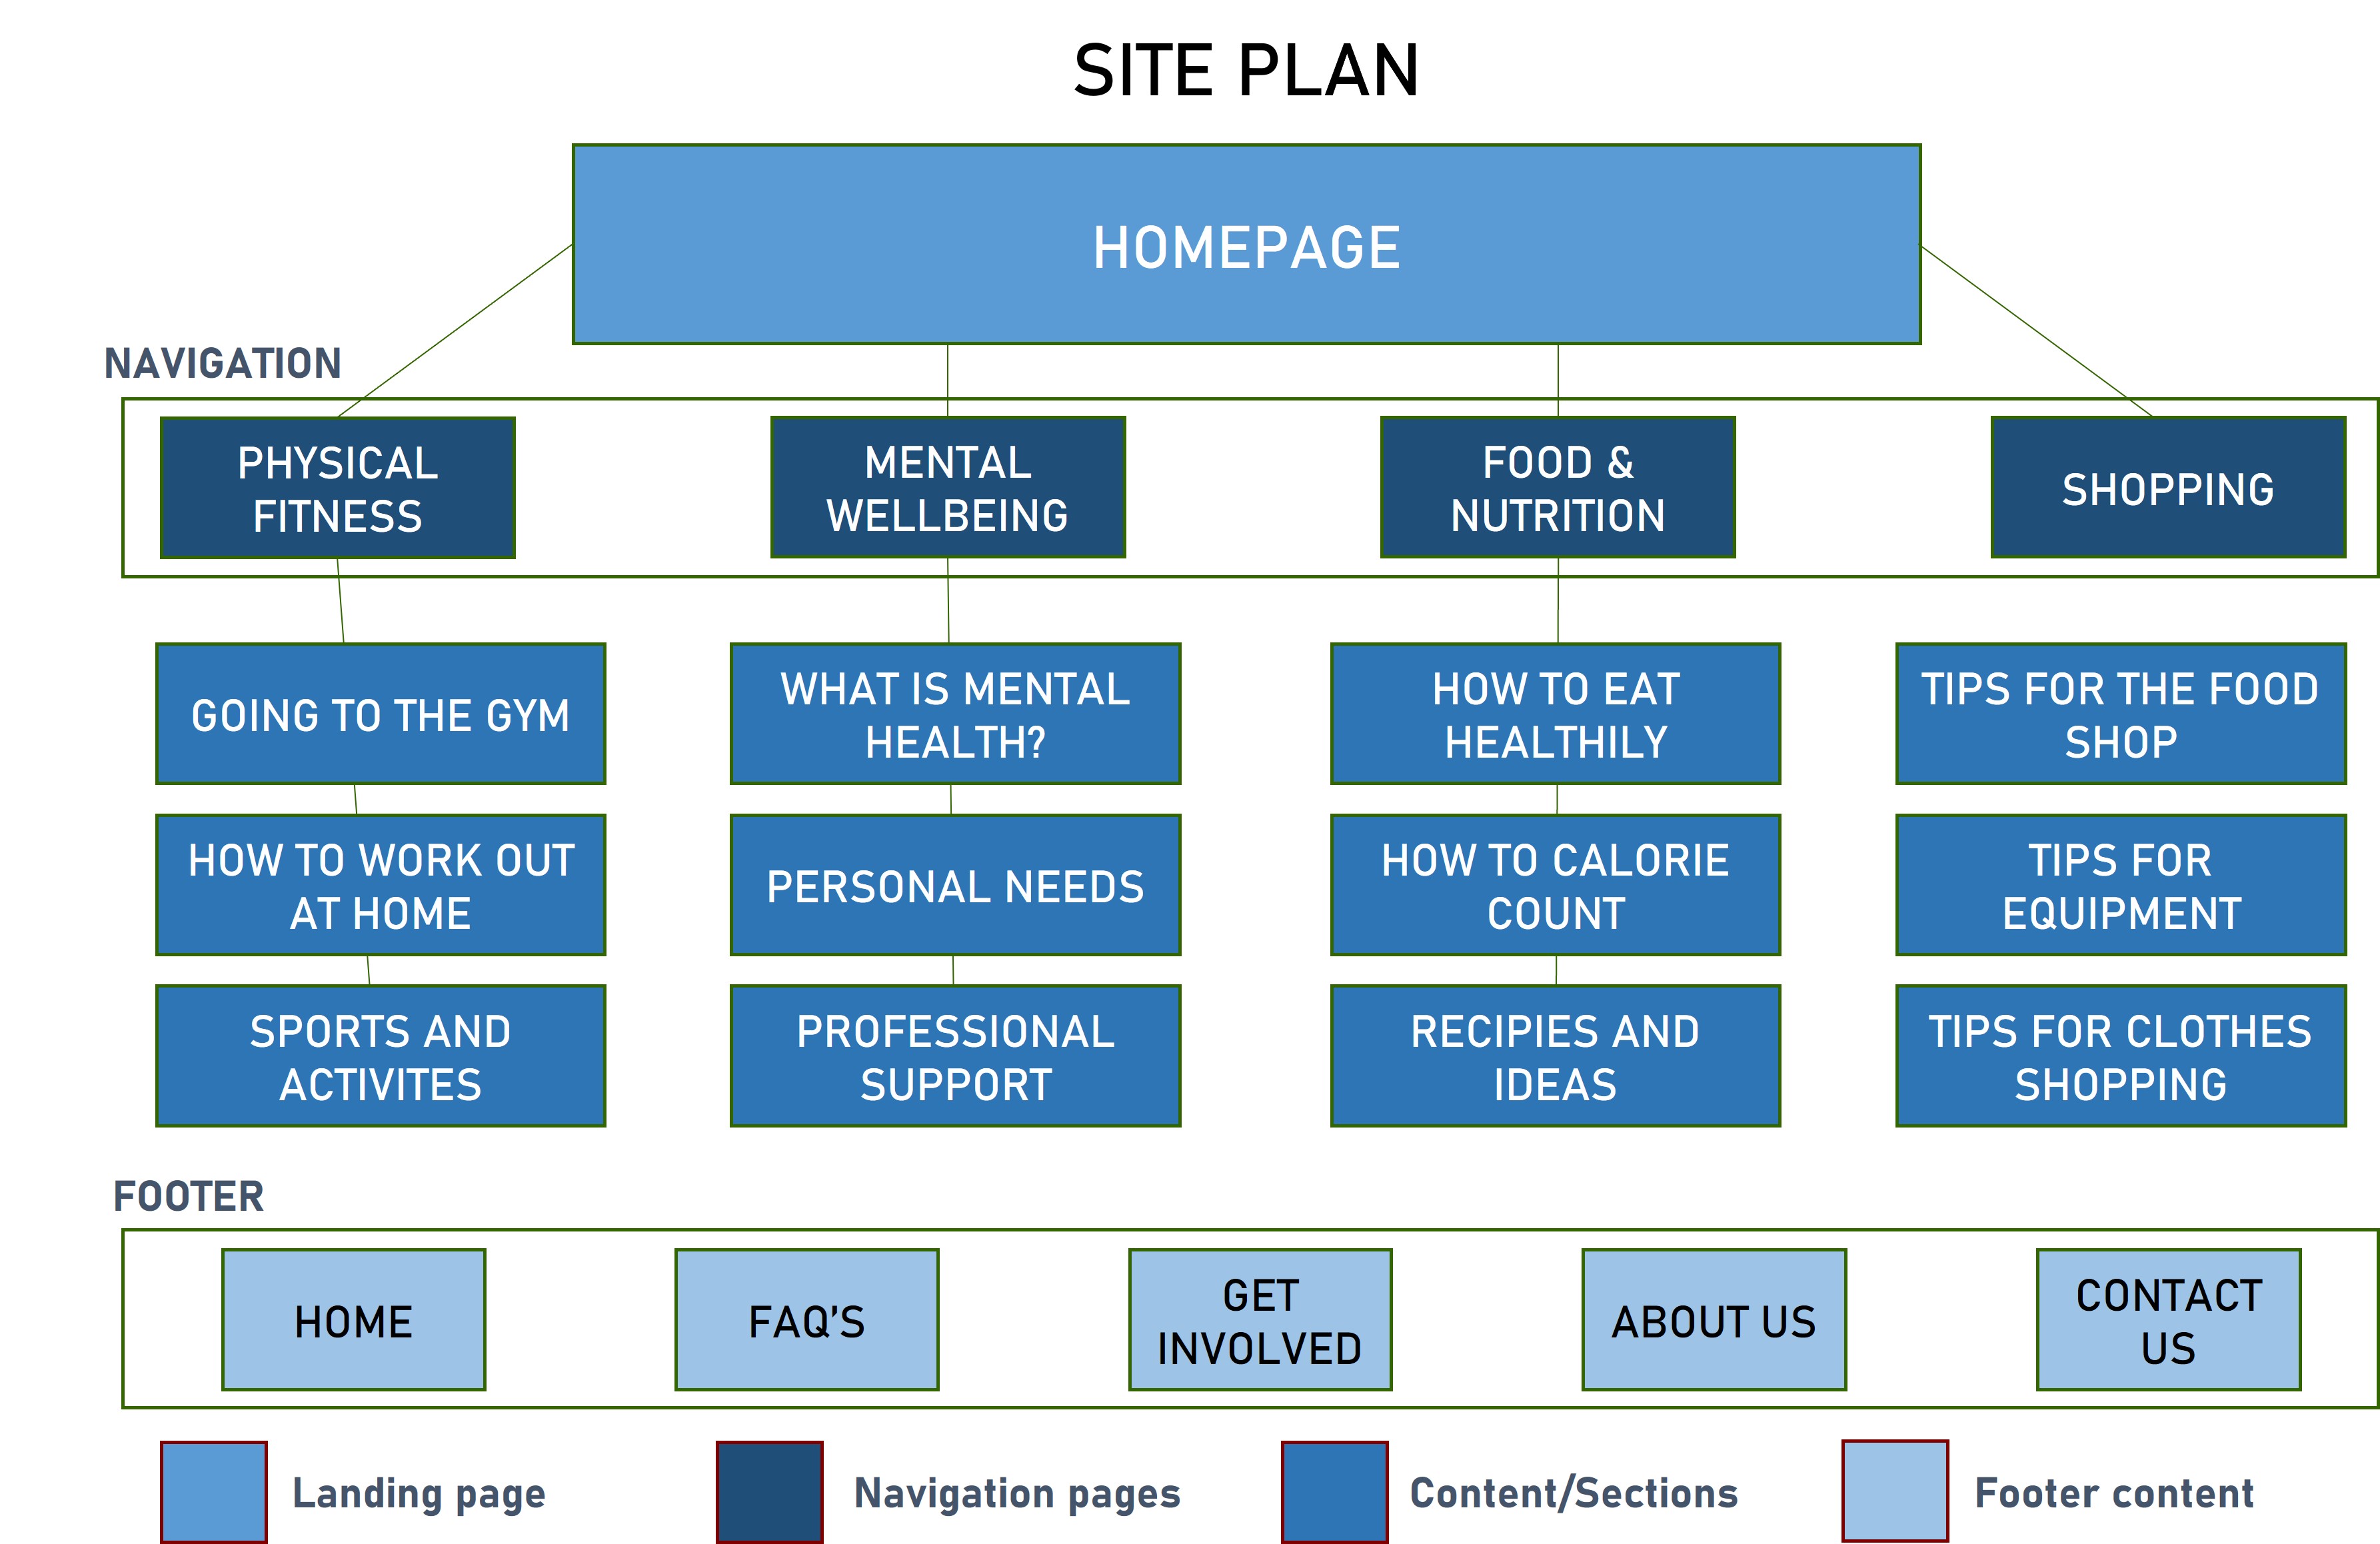 SITE PLAN
HOMEPAGE
NAVIGATION
PHYSICAL
FITNESS
MENTAL
WELLBEING
FOOD &
NUTRITION
SHOPPING
GOING TO THE GYM
WHAT IS MENTAL
HEALTH?
HOW TO EAT
HEALTHILY
TIPS FOR THE FOOD
SHOP
HOW TO WORK OUT
AT HOME
PERSONAL NEEDS
HOW TO CALORIE
COUNT
TIPS FOR
EQUIPMENT
SPORTS AND
ACTIVITES
PROFESSIONAL
SUPPORT
RECIPIES AND
IDEAS
TIPS FOR CLOTHES
SHOPPING
FOOTER
HOME
FAQ’S
GET
INVOLVED
ABOUT US
CONTACT
US
Landing page
Navigation pages
Content/Sections
Footer content